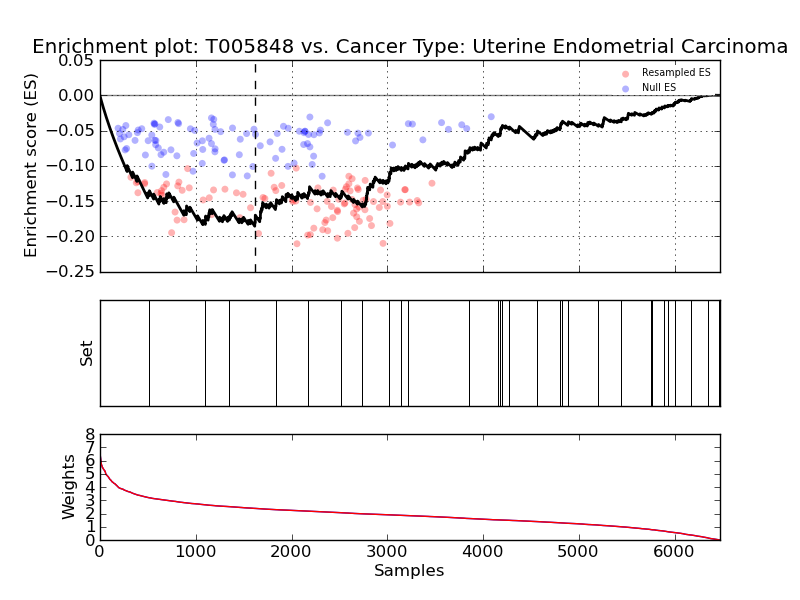 Enrichment plot: T005848 vs. Cancer Type: Uterine Endometrial Carcinoma
Enrichment score (ES)
0.05
0.00
−0.05
−0.10
−0.15
−0.20
−0.25
Resampled ES
Null ES
Set
Weights
8
7
6
5
4
3
2
1
0
0 1000 2000 3000 4000 5000 6000
Samples